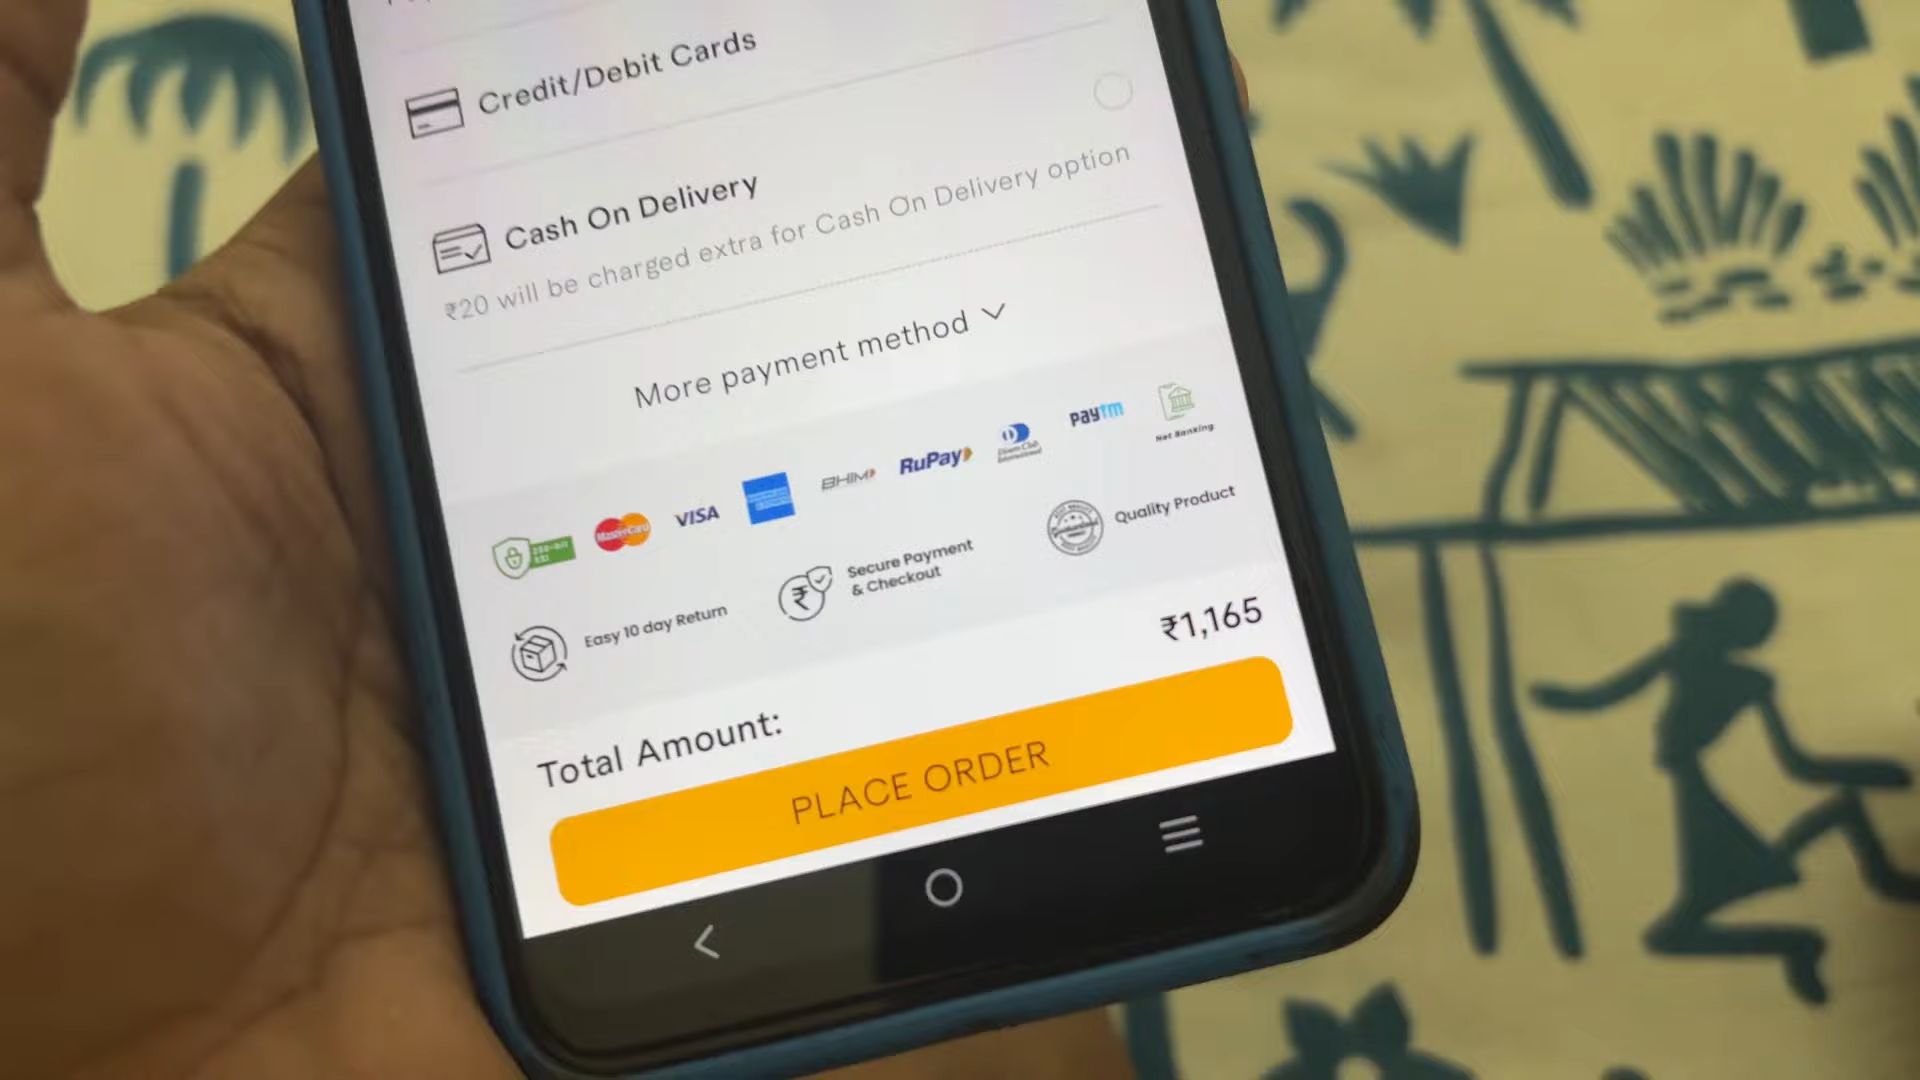 Credit/Debit Cards
Cash On Delivery
₹20 will be charged extra for Cash On Delivery option
More payment method
MasterCard
VISA
BHIM
RuPay
Paytm
Net Banking
Easy 10 day Return
Secure Payment
& Checkout
Quality Product
Total Amount:
₹1,165
PLACE ORDER